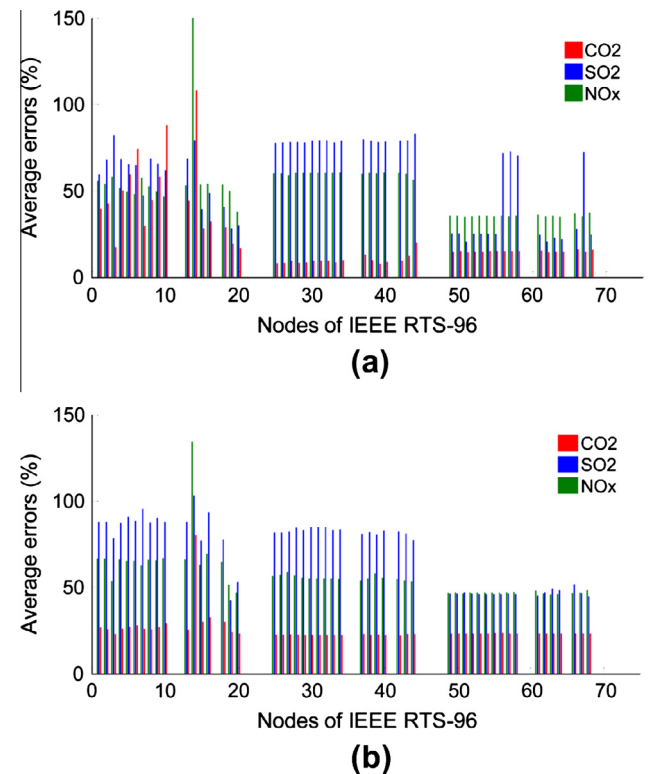 150
100
50
0
Average errors (%)
CO2
SO2
NOx
0 10 20 30 40 50 60 70
Nodes of IEEE RTS-96
(a)
150
100
50
0
Average errors (%)
CO2
SO2
NOx
0 10 20 30 40 50 60 70
Nodes of IEEE RTS-96
(b)